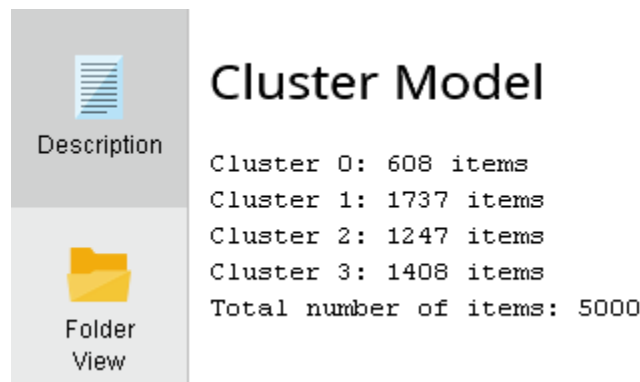 Description
Folder
View
Cluster Model
Cluster 0: 608 items
Cluster 1: 1737 items
Cluster 2: 1247 items
Cluster 3: 1408 items
Total number of items: 5000